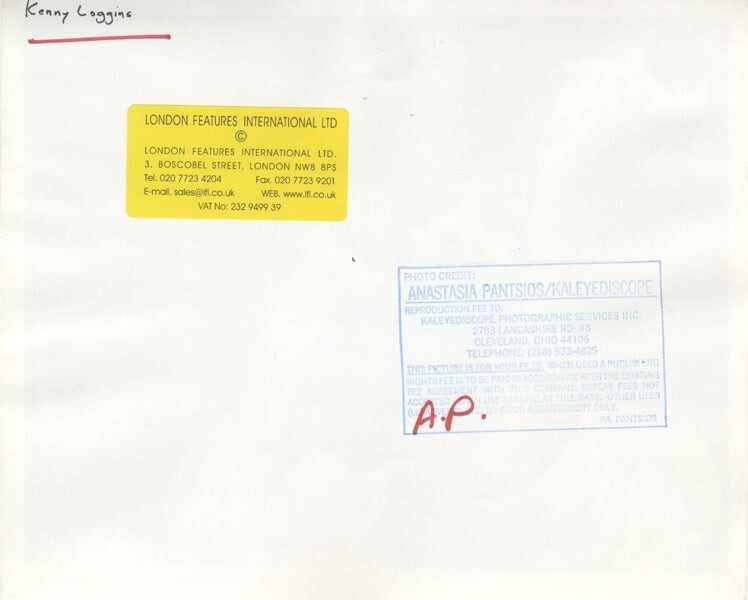 Kenny Loggins
LONDON FEATURES INTERNATIONAL LTD
©
LONDON FEATURES INTERNATIONAL LTD.
3, BOSCOBEL STREET, LONDON NW8 8PS
Tel. 020 7723 4204 Fax. 020 7723 9201
E-mail. sales@lfi.co.uk WEB. www.lfi.co.uk
VAT No: 232 9499 39
PHOTO CREDIT:
ANASTASIA PANTSIOS/KALEYEDISCOPE
REPRODUCTION FEE TO:
KALEYEDISCOPE PHOTOGRAPHIC SERVICES INC.
2783 LANCASHIRE RD. #8
CLEVELAND, OHIO 44106
TELEPHONE: (216) 932-4835
THIS PICTURE IS FOR YOUR FILES. WHEN USED A PUBLISHING
RIGHTS FEE IS TO BE PAID IN ACCORDANCE WITH THE EXISTING
FEE AGREEMENT WITH THIS COMPANY. REPEAT FEES NOT
USE PAYABLE AT FULL RATE. OTHER USES
BY PRIOR ARRANGEMENT ONLY.
A. PANTSIOS
A.P.